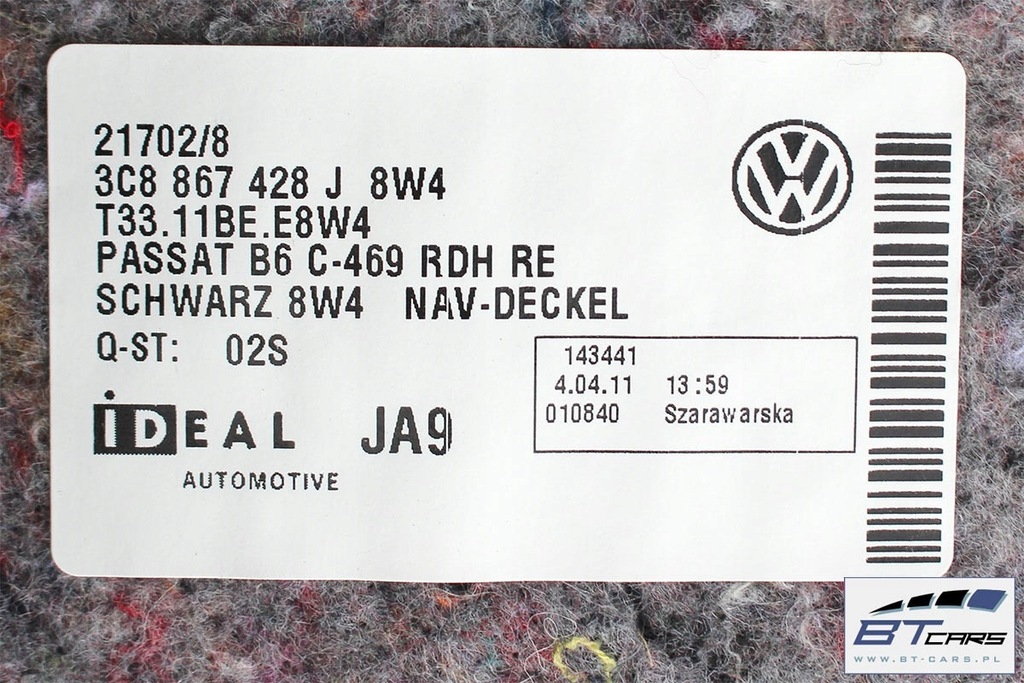 21702/8
3C8 867 428 J 8W4
T33.11BE.E8W4
PASSAT B6 C-469 RDH RE
SCHWARZ 8W4 NAV-DECKEL
Q-ST: 02S
143441
4.04.11 13:59
010840 Szarawarska
iDEAL JA9
AUTOMOTIVE
BT CARS
WWW.BT-CARS.PL